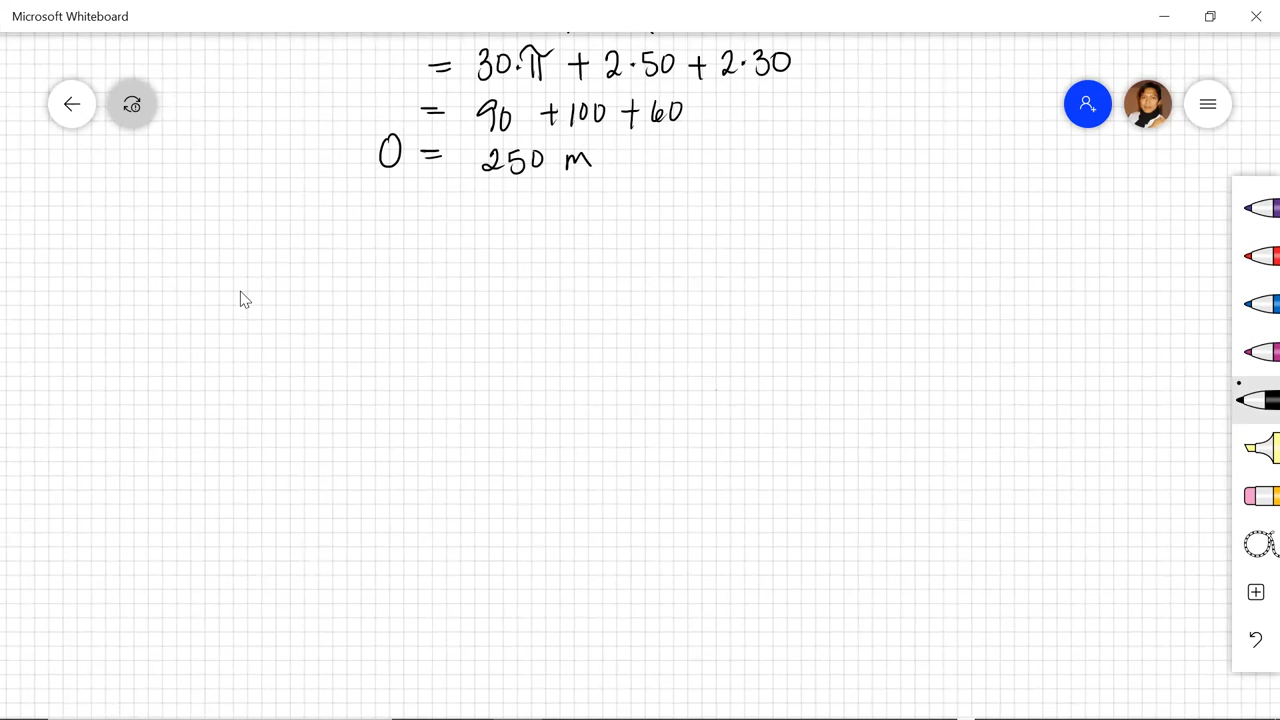 Microsoft Whiteboard
= 30·π + 2·50 + 2·30
= 90 + 100 + 60
O = 250 m